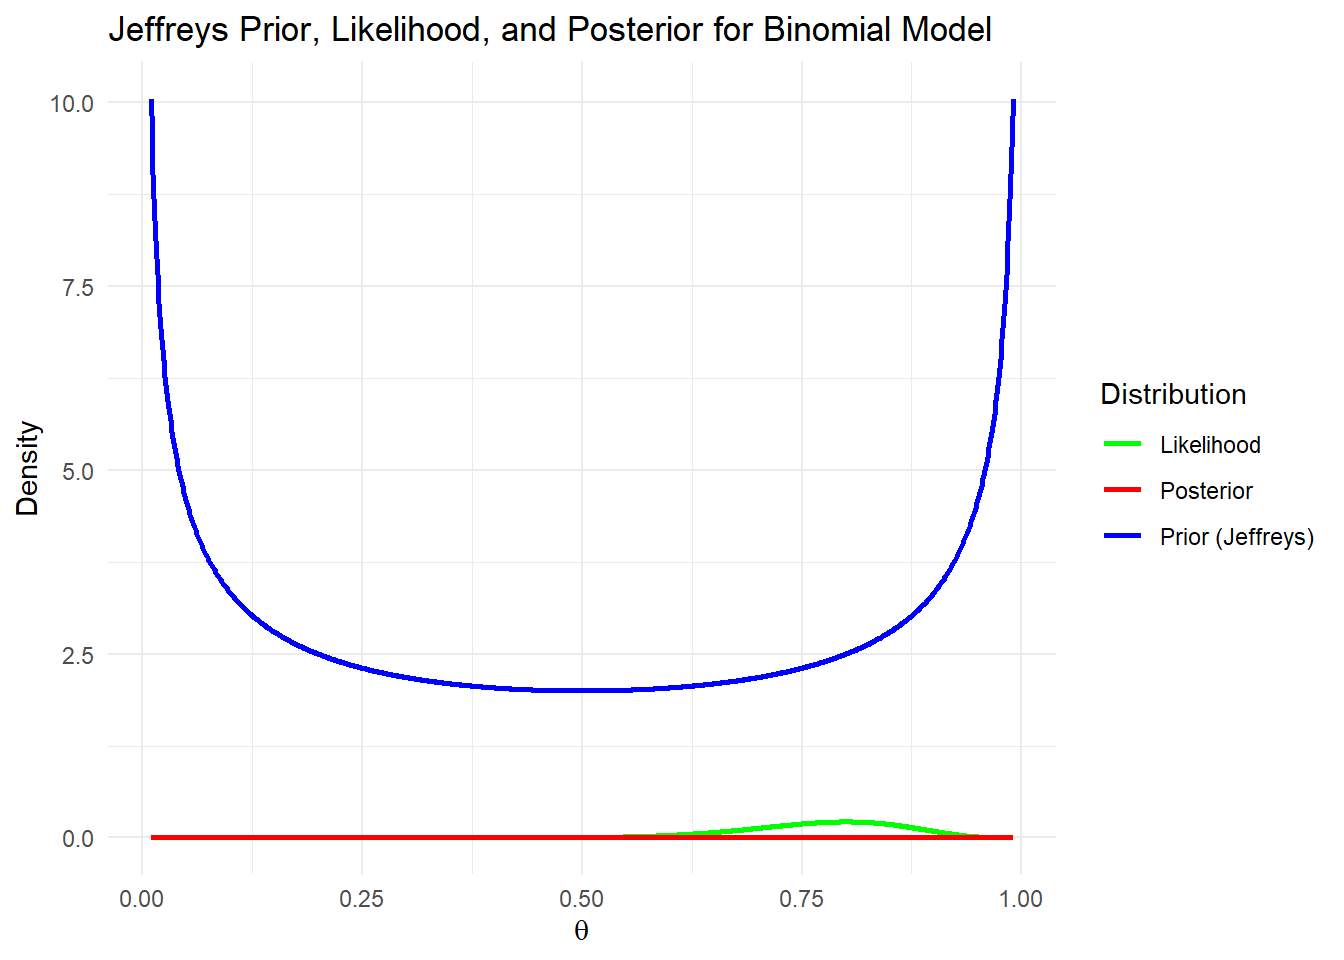 Jeffreys Prior, Likelihood, and Posterior for Binomial Model
Density
10.0
7.5
5.0
2.5
0.0
0.00 0.25 0.50 0.75 1.00
θ
Distribution
Likelihood
Posterior
Prior (Jeffreys)